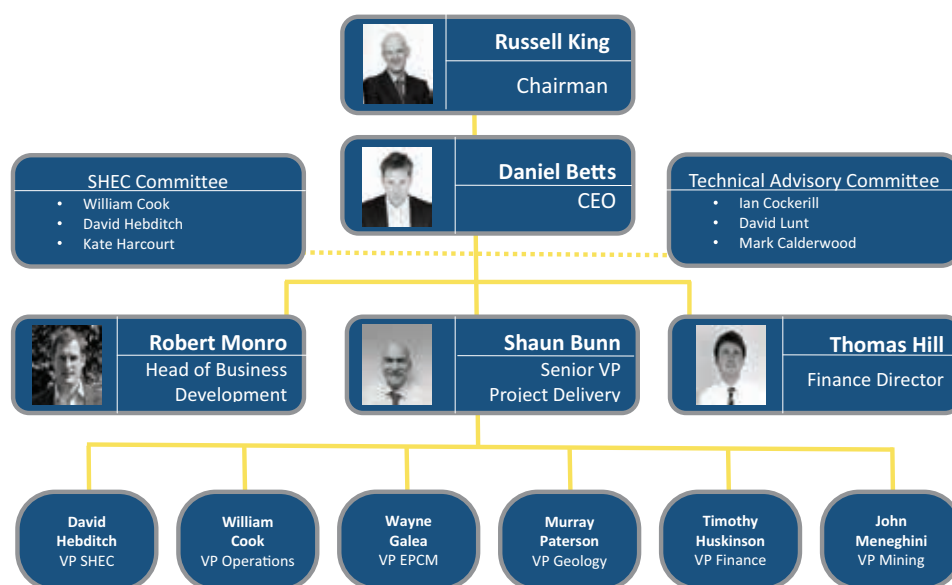 Russell King
Chairman
Daniel Betts
CEO
SHEC Committee
• William Cook
• David Hebditch
• Kate Harcourt
Technical Advisory Committee
• Ian Cockerill
• David Lunt
• Mark Calderwood
Robert Monro
Head of Business
Development
Shaun Bunn
Senior VP
Project Delivery
Thomas Hill
Finance Director
David
Hebditch
VP SHEC
William
Cook
VP Operations
Wayne
Galea
VP EPCM
Murray
Paterson
VP Geology
Timothy
Huskinson
VP Finance
John
Meneghini
VP Mining